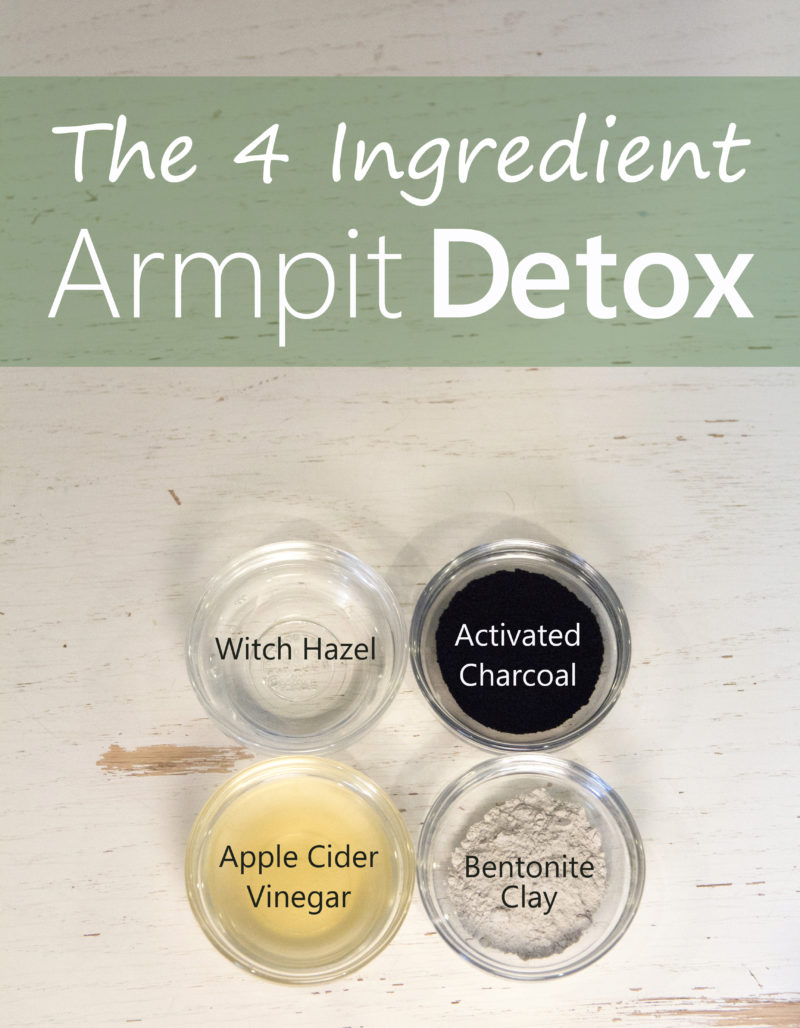 The 4 Ingredient
Armpit Detox
Witch Hazel
Activated
Charcoal
Apple Cider
Vinegar
Bentonite
Clay